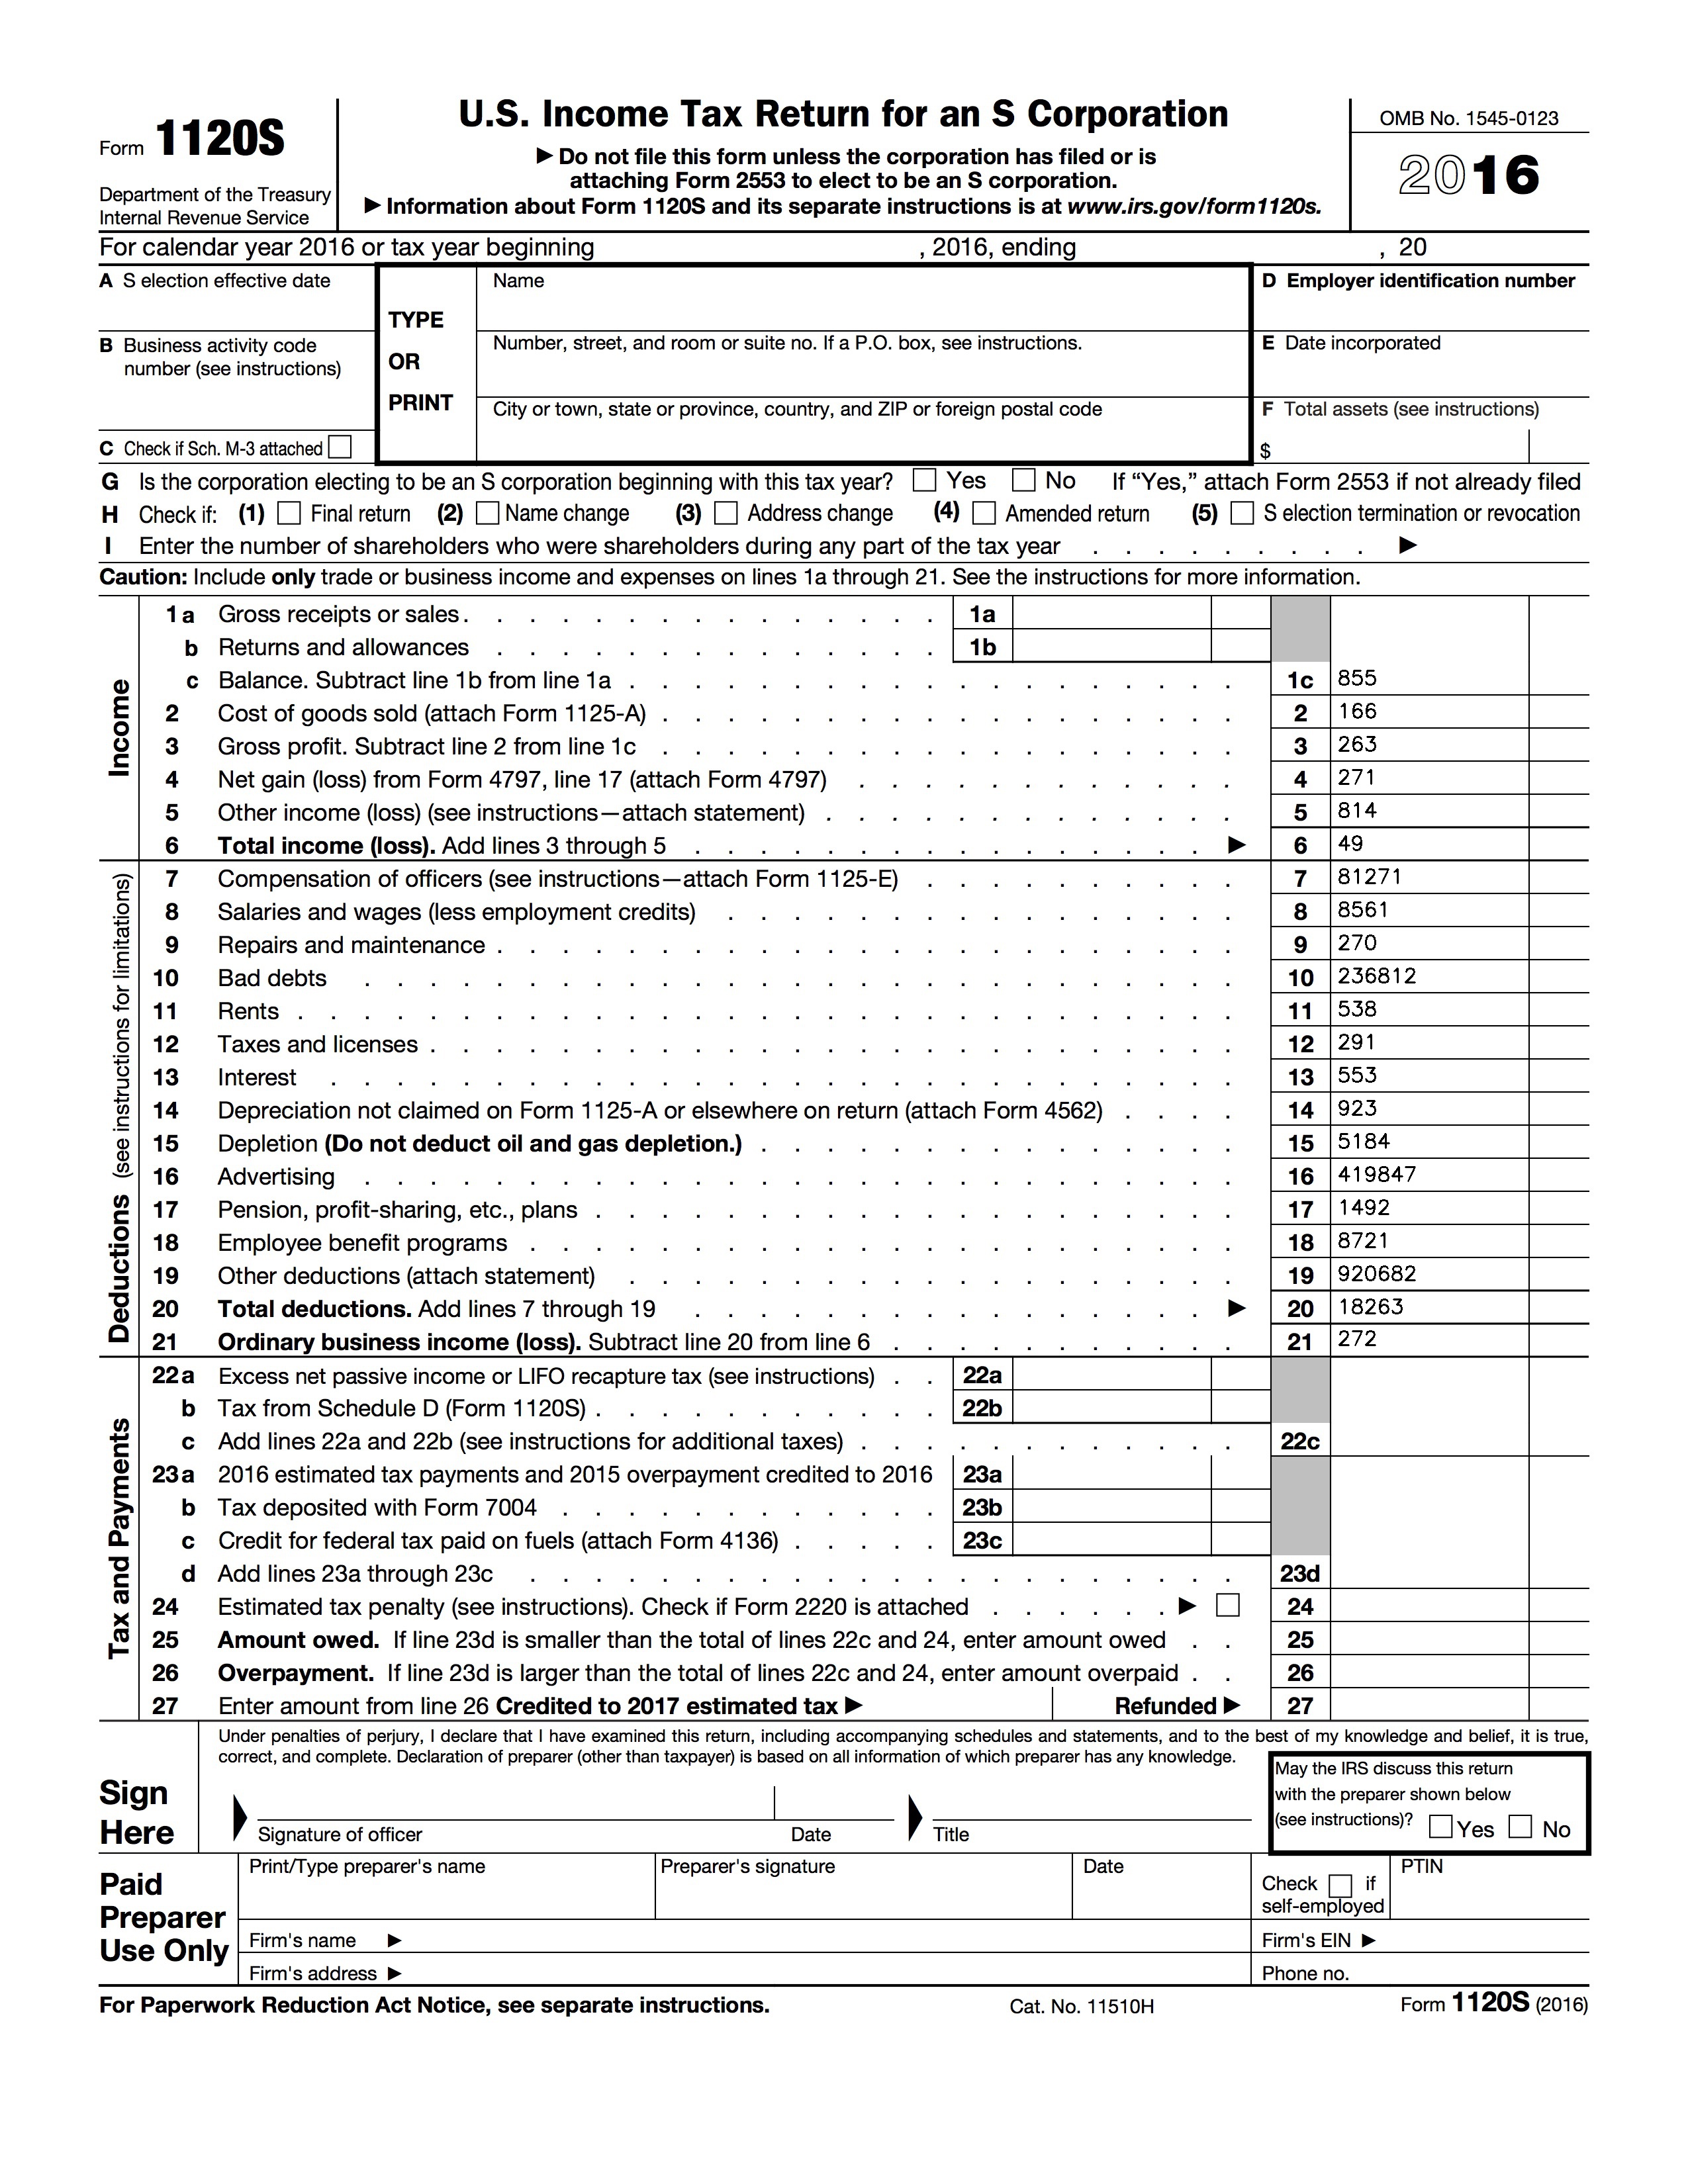 Form 1120S
Department of the Treasury
Internal Revenue Service
U.S. Income Tax Return for an S Corporation
▶ Do not file this form unless the corporation has filed or is
attaching Form 2553 to elect to be an S corporation.
▶ Information about Form 1120S and its separate instructions is at www.irs.gov/form1120s.
OMB No. 1545-0123
2016
For calendar year 2016 or tax year beginning , 2016, ending , 20
A S election effective date
B Business activity code
number (see instructions)
C Check if Sch. M-3 attached
TYPE
OR
PRINT
Name
Number, street, and room or suite no. If a P.O. box, see instructions.
City or town, state or province, country, and ZIP or foreign postal code
D Employer identification number
E Date incorporated
F Total assets (see instructions)
$
G Is the corporation electing to be an S corporation beginning with this tax year? Yes No If “Yes,” attach Form 2553 if not already filed
H Check if: (1) Final return (2) Name change (3) Address change (4) Amended return (5) S election termination or revocation
I Enter the number of shareholders who were shareholders during any part of the tax year . . . . . . . . . ▶
Caution: Include only trade or business income and expenses on lines 1a through 21. See the instructions for more information.
Income
1a Gross receipts or sales . . . . . . . . . . . . . . . 1a
b Returns and allowances . . . . . . . . . . . . . . 1b
c Balance. Subtract line 1b from line 1a . . . . . . . . . . . . . . . . . . . 1c 855
2 Cost of goods sold (attach Form 1125-A) . . . . . . . . . . . . . . . . . . 2 166
3 Gross profit. Subtract line 2 from line 1c . . . . . . . . . . . . . . . . . . 3 263
4 Net gain (loss) from Form 4797, line 17 (attach Form 4797) . . . . . . . . . . . . 4 271
5 Other income (loss) (see instructions—attach statement) . . . . . . . . . . . . . 5 814
6 Total income (loss). Add lines 3 through 5 . . . . . . . . . . . . . . . . ▶ 6 49
Deductions (see instructions for limitations)
7 Compensation of officers (see instructions—attach Form 1125-E) . . . . . . . . . . 7 81271
8 Salaries and wages (less employment credits) . . . . . . . . . . . . . . . . 8 8561
9 Repairs and maintenance . . . . . . . . . . . . . . . . . . . . . . . 9 270
10 Bad debts . . . . . . . . . . . . . . . . . . . . . . . . . . . 10 236812
11 Rents . . . . . . . . . . . . . . . . . . . . . . . . . . . . . 11 538
12 Taxes and licenses . . . . . . . . . . . . . . . . . . . . . . . . . 12 291
13 Interest . . . . . . . . . . . . . . . . . . . . . . . . . . . . 13 553
14 Depreciation not claimed on Form 1125-A or elsewhere on return (attach Form 4562) . . . . 14 923
15 Depletion (Do not deduct oil and gas depletion.) . . . . . . . . . . . . . . . 15 5184
16 Advertising . . . . . . . . . . . . . . . . . . . . . . . . . . . 16 419847
17 Pension, profit-sharing, etc., plans . . . . . . . . . . . . . . . . . . . . 17 1492
18 Employee benefit programs . . . . . . . . . . . . . . . . . . . . . . 18 8721
19 Other deductions (attach statement) . . . . . . . . . . . . . . . . . . . 19 920682
20 Total deductions. Add lines 7 through 19 . . . . . . . . . . . . . . . . ▶ 20 18263
21 Ordinary business income (loss). Subtract line 20 from line 6 . . . . . . . . . . . 21 272
Tax and Payments
22a Excess net passive income or LIFO recapture tax (see instructions) . . 22a
b Tax from Schedule D (Form 1120S) . . . . . . . . . . . 22b
c Add lines 22a and 22b (see instructions for additional taxes) . . . . . . . . . . . . 22c
23a 2016 estimated tax payments and 2015 overpayment credited to 2016 23a
b Tax deposited with Form 7004 . . . . . . . . . . . . 23b
c Credit for federal tax paid on fuels (attach Form 4136) . . . . . 23c
d Add lines 23a through 23c . . . . . . . . . . . . . . . . . . . . . . 23d
24 Estimated tax penalty (see instructions). Check if Form 2220 is attached . . . . . . ▶ 24
25 Amount owed. If line 23d is smaller than the total of lines 22c and 24, enter amount owed . . 25
26 Overpayment. If line 23d is larger than the total of lines 22c and 24, enter amount overpaid . . 26
27 Enter amount from line 26 Credited to 2017 estimated tax ▶ Refunded ▶ 27
Sign
Here
Under penalties of perjury, I declare that I have examined this return, including accompanying schedules and statements, and to the best of my knowledge and belief, it is true,
correct, and complete. Declaration of preparer (other than taxpayer) is based on all information of which preparer has any knowledge.
Signature of officer Date Title
May the IRS discuss this return
with the preparer shown below
(see instructions)? Yes No
Paid
Preparer
Use Only
Print/Type preparer's name
Preparer's signature
Date
Check if
self-employed
PTIN
Firm's name ▶
Firm's EIN ▶
Firm's address ▶
Phone no.
For Paperwork Reduction Act Notice, see separate instructions. Cat. No. 11510H Form 1120S (2016)